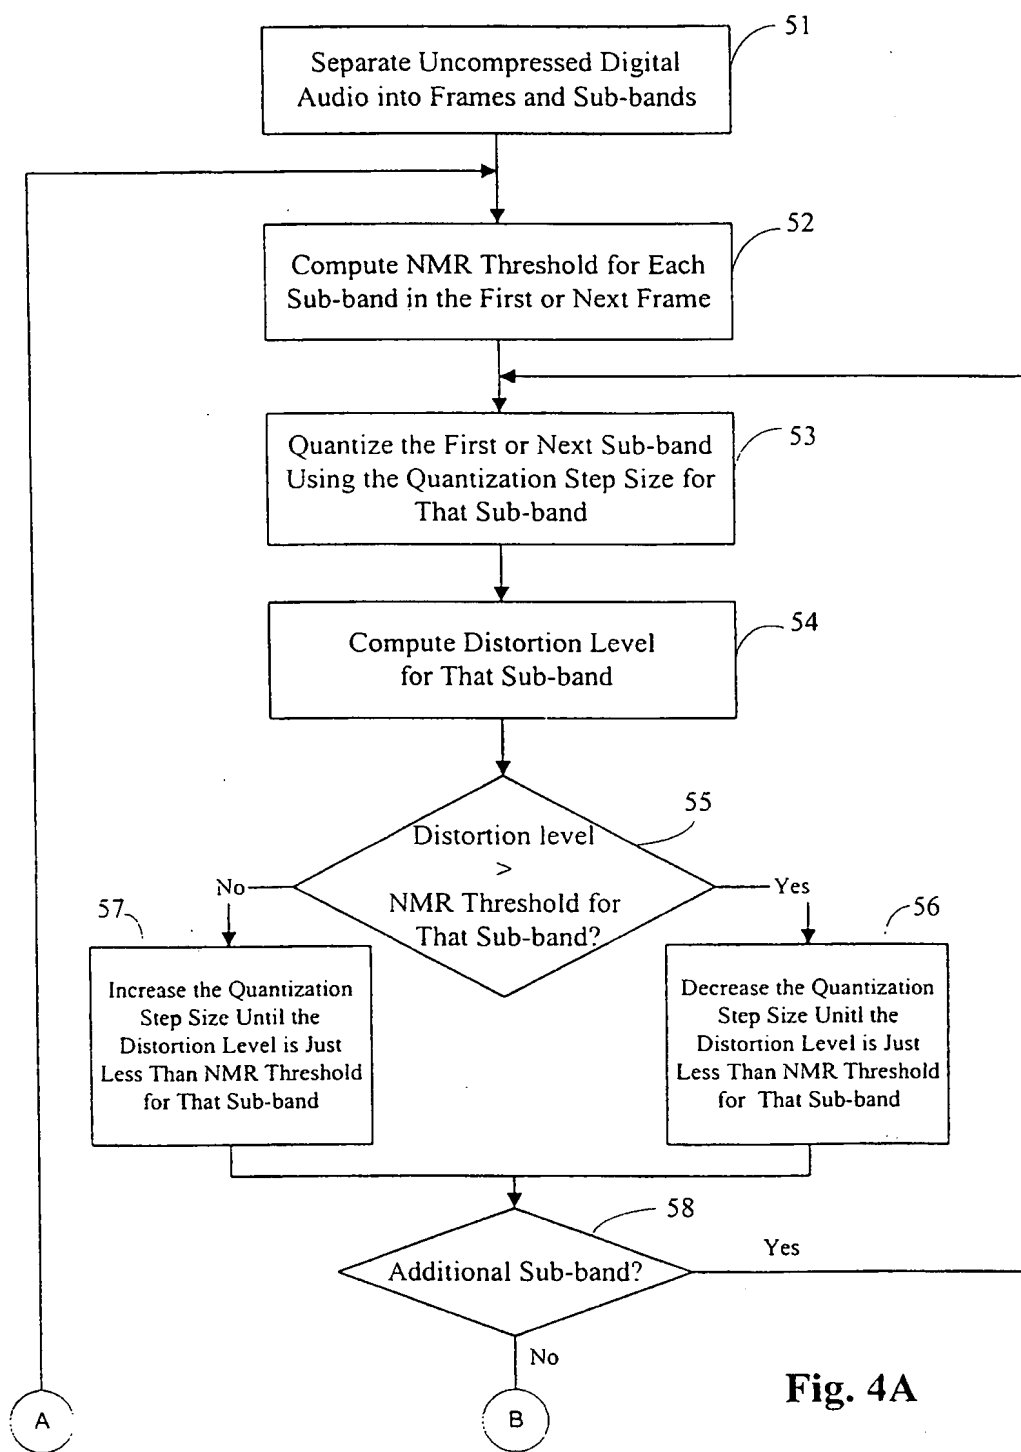 51
Separate Uncompressed Digital
Audio into Frames and Sub-bands
52
Compute NMR Threshold for Each
Sub-band in the First or Next Frame
53
Quantize the First or Next Sub-band
Using the Quantization Step Size for
That Sub-band
54
Compute Distortion Level
for That Sub-band
55
Distortion level
>
NMR Threshold for
That Sub-band?
No
Yes
57
Increase the Quantization
Step Size Until the
Distortion Level is Just
Less Than NMR Threshold
for That Sub-band
56
Decrease the Quantization
Step Size Unitl the
Distortion Level is Just
Less Than NMR Threshold
for That Sub-band
58
Additional Sub-band?
Yes
No
A
B
Fig. 4A